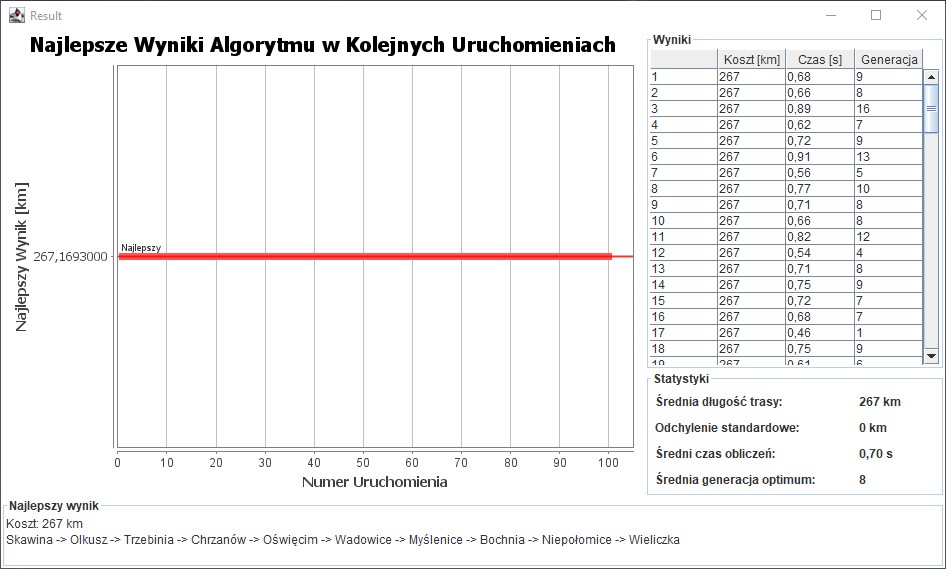 Result
Najlepsze Wyniki Algorytmu w Kolejnych Uruchomieniach
Najlepszy Wynik [km]
267,1693000
Najlepszy
0 10 20 30 40 50 60 70 80 90 100
Numer Uruchomienia
Wyniki
Koszt [km] Czas [s] Generacja
1 267 0,68 9
2 267 0,66 8
3 267 0,89 16
4 267 0,62 7
5 267 0,72 9
6 267 0,91 13
7 267 0,56 5
8 267 0,77 10
9 267 0,71 8
10 267 0,66 8
11 267 0,82 12
12 267 0,54 4
13 267 0,71 8
14 267 0,75 9
15 267 0,72 7
16 267 0,68 7
17 267 0,46 1
18 267 0,75 9
19 267 0,61 6
Statystyki
Średnia długość trasy: 267 km
Odchylenie standardowe: 0 km
Średni czas obliczeń: 0,70 s
Średnia generacja optimum: 8
Najlepszy wynik
Koszt: 267 km
Skawina -> Olkusz -> Trzebinia -> Chrzanów -> Oświęcim -> Wadowice -> Myślenice -> Bochnia -> Niepołomice -> Wieliczka